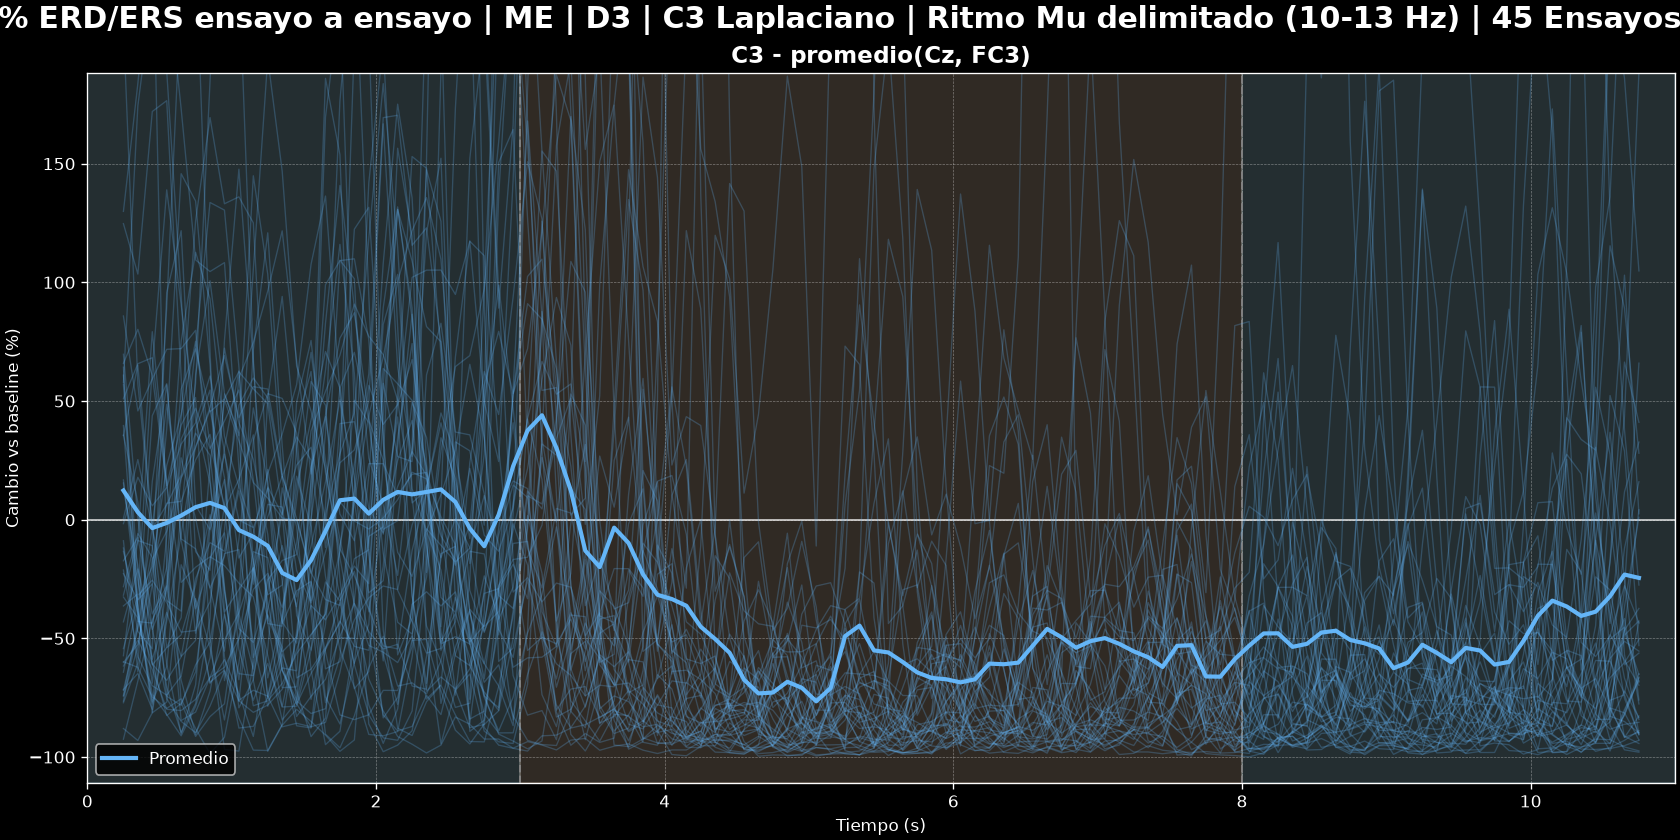 % ERD/ERS ensayo a ensayo | ME | D3 | C3 Laplaciano | Ritmo Mu delimitado (10-13 Hz) | 45 Ensayos
C3 - promedio(Cz, FC3)
Cambio vs baseline (%)
150
100
50
0
−50
−100
Promedio
0 2 4 6 8 10
Tiempo (s)